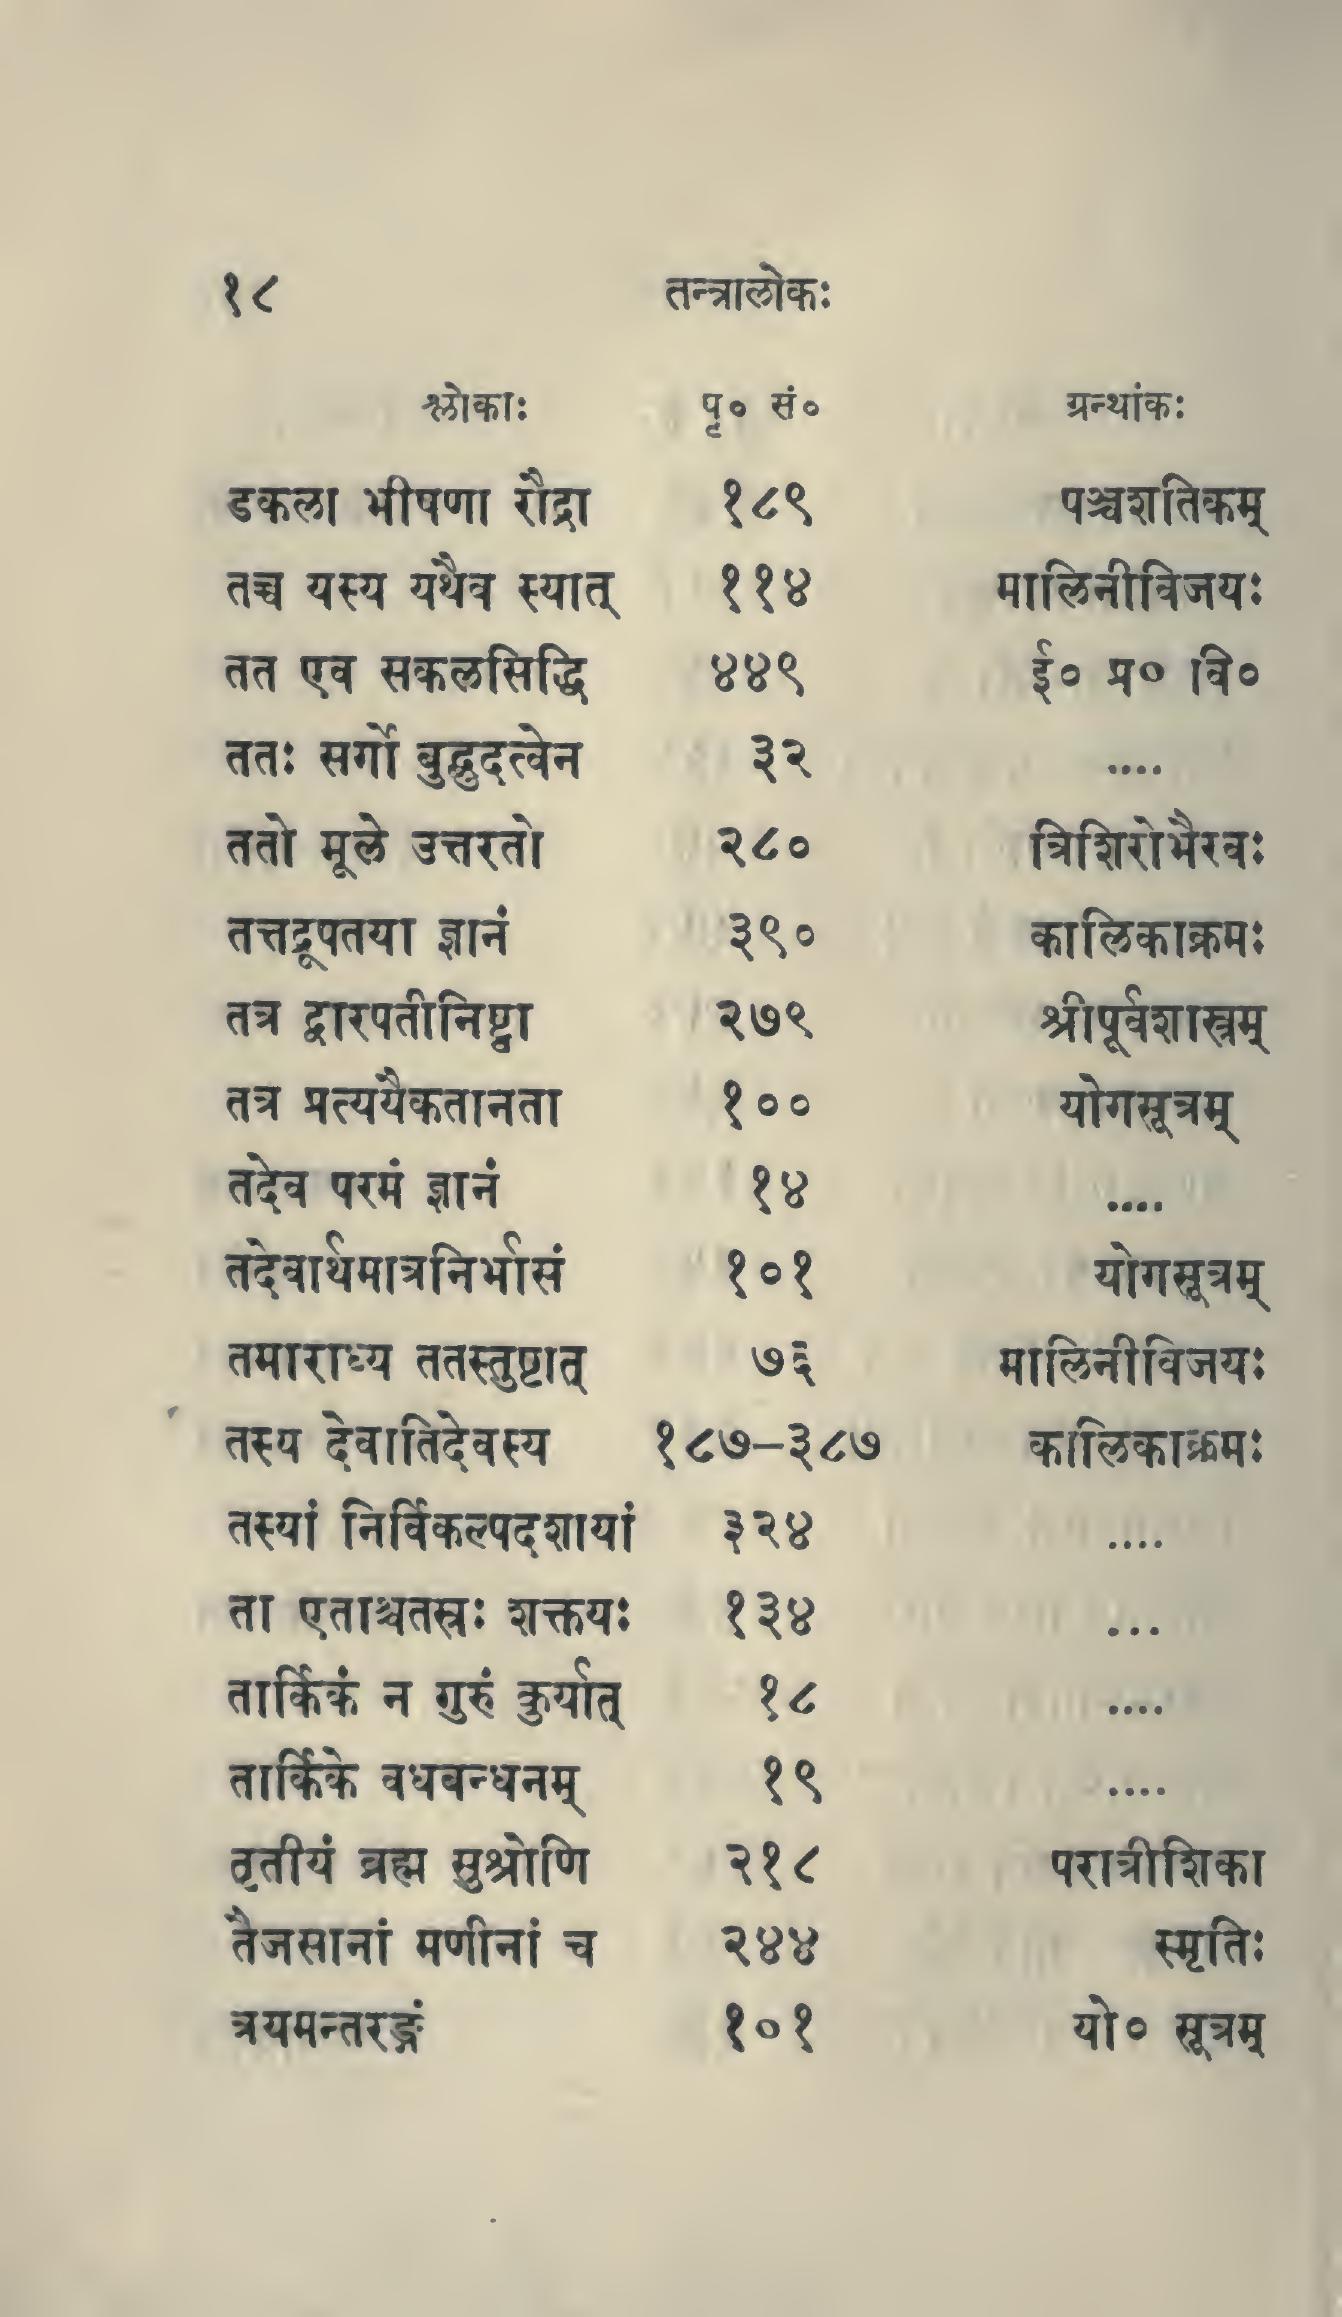 १८ तन्त्रालोकः
श्लोकाः पृ० सं० ग्रन्थांकः
डकला भीषणा रौद्रा १८९ पञ्चशतिकम्
तच्च यस्य यथैव स्यात् ११४ मालिनीविजयः
तत एव सकलसिद्धि ४४९ ई० प्र० वि०
ततः सर्गो बुद्बुदत्वेन ३२ ....
ततो मूले उत्तरतो २८० त्रिशिरोभैरवः
तत्तद्रूपतया ज्ञानं ३९० कालिकाक्रमः
तत्र द्वारपतीनिष्ट्वा २७९ श्रीपूर्वशास्त्रम्
तत्र प्रत्ययैकतानता १०० योगसूत्रम्
तदेव परमं ज्ञानं १४ ....
तदेवार्थमात्रनिर्भासं १०१ योगसूत्रम्
तमाराध्य ततस्तुष्टात् ७६ मालिनीविजयः
तस्य देवातिदेवस्य १८७–३८७ कालिकाक्रमः
तस्यां निर्विकल्पदशायां ३२४ ....
ता एताश्चतस्रः शक्तयः १३४ ...
तार्किकं न गुरुं कुर्यात् १८ ....
तार्किके वधबन्धनम् १९ ....
तृतीयं ब्रह्म सुश्रोणि २१८ परात्रीशिका
तैजसानां मणीनां च २४४ स्मृतिः
त्रयमन्तरङ्गं १०१ यो० सूत्रम्